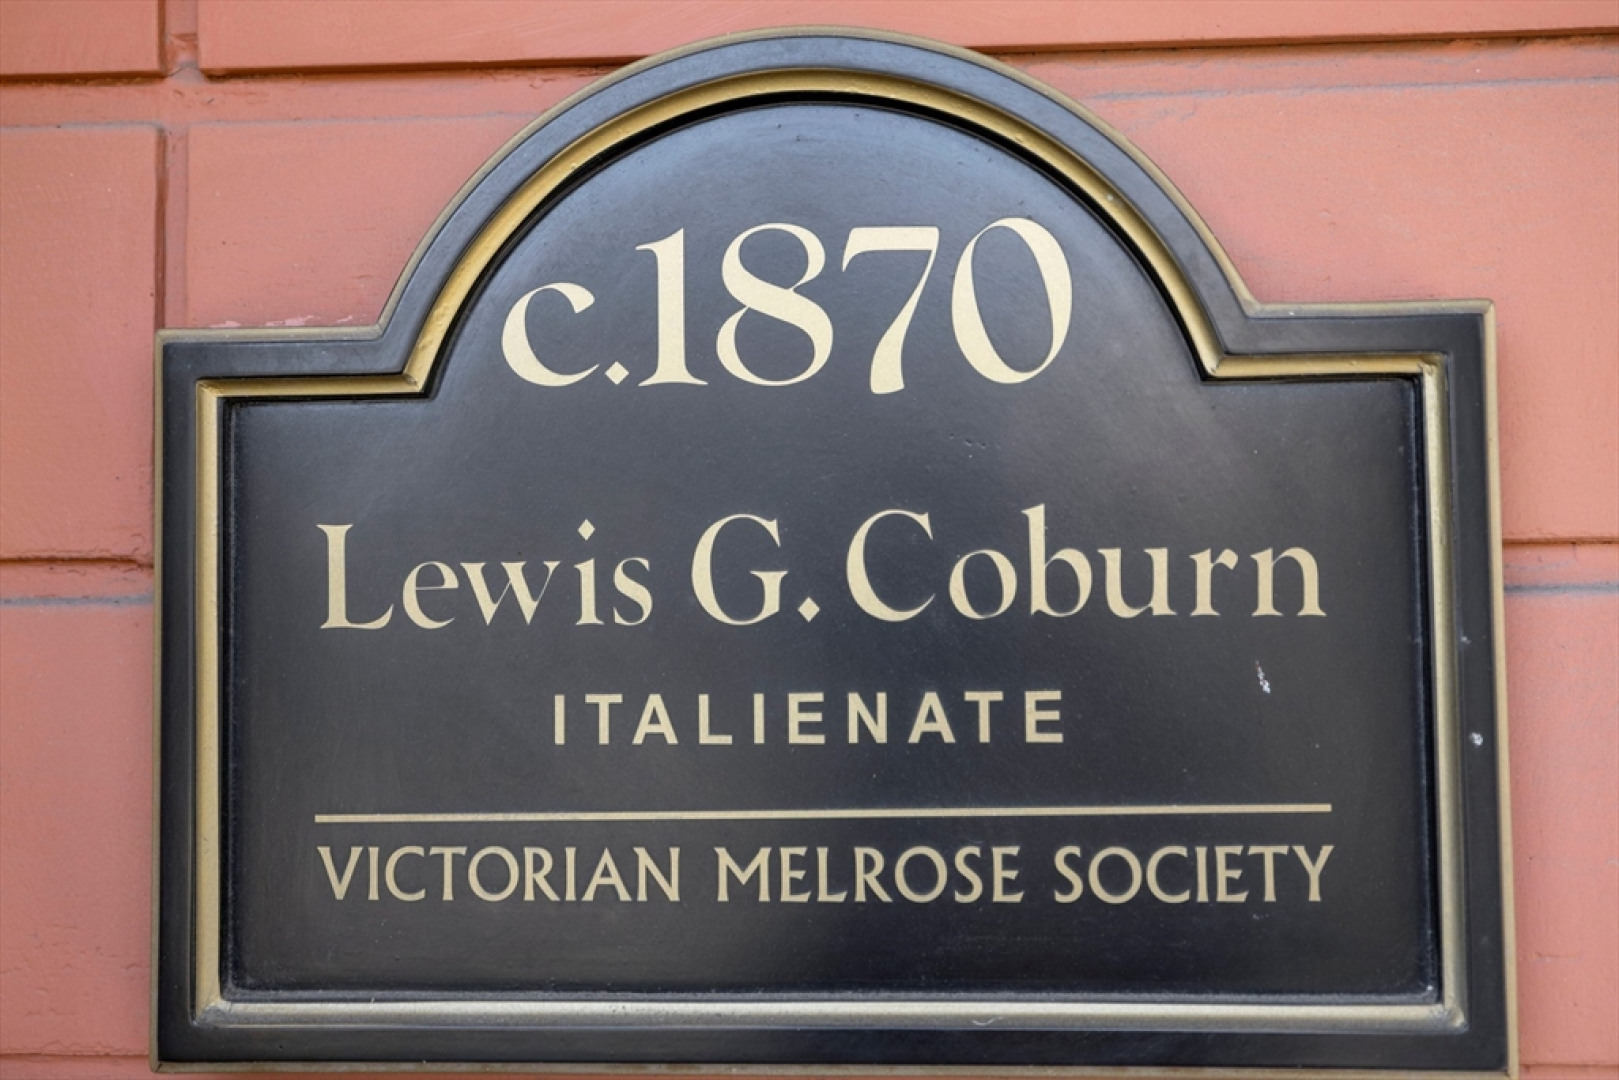 c.1870
Lewis G. Coburn
ITALIENATE
VICTORIAN MELROSE SOCIETY